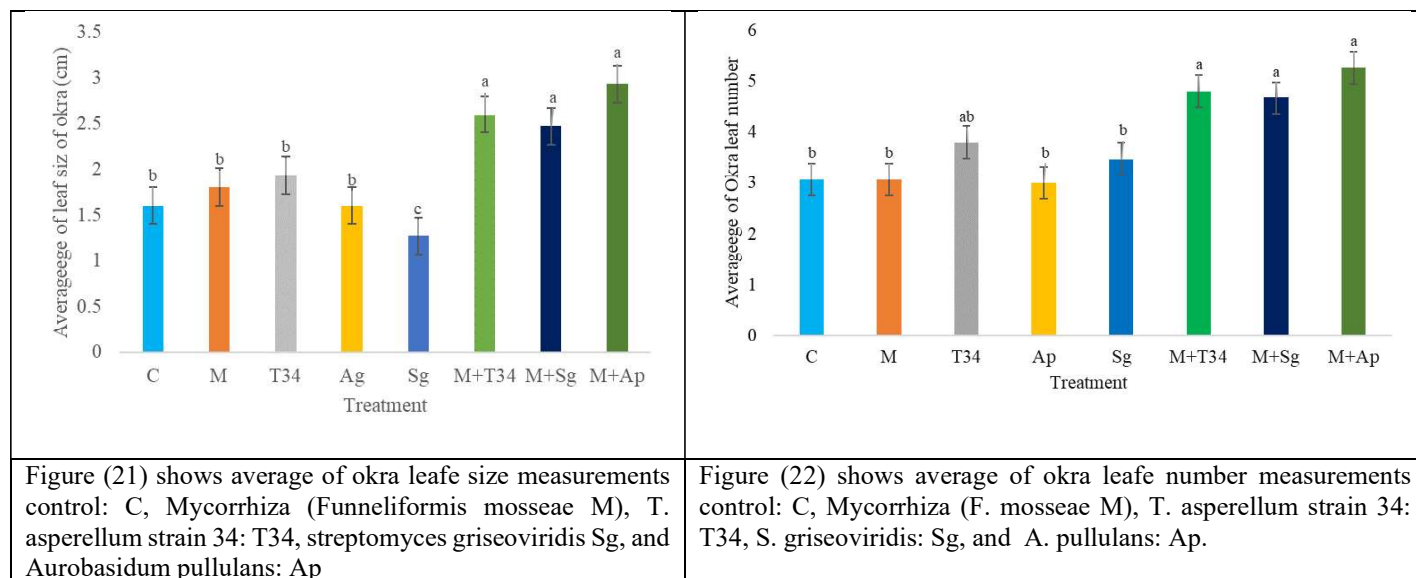 3.5
3
2.5
2
1.5
1
0.5
0
Averageege of leaf siz of okra (cm)
b
b
b
b
c
a
a
a
C M T34 Ag Sg M+T34 M+Sg M+Ap
Treatment
6
5
4
3
2
1
0
Averageege of Okra leaf number
b
b
ab
b
b
a
a
a
C M T34 Ap Sg M+T34 M+Sg M+Ap
Treatment
Figure (21) shows average of okra leafe size measurements
control: C, Mycorrhiza (Funneliformis mosseae M), T.
asperellum strain 34: T34, streptomyces griseoviridis Sg, and
Aurobasidum pullulans: Ap
Figure (22) shows average of okra leafe number measurements
control: C, Mycorrhiza (F. mosseae M), T. asperellum strain 34:
T34, S. griseoviridis: Sg, and A. pullulans: Ap.